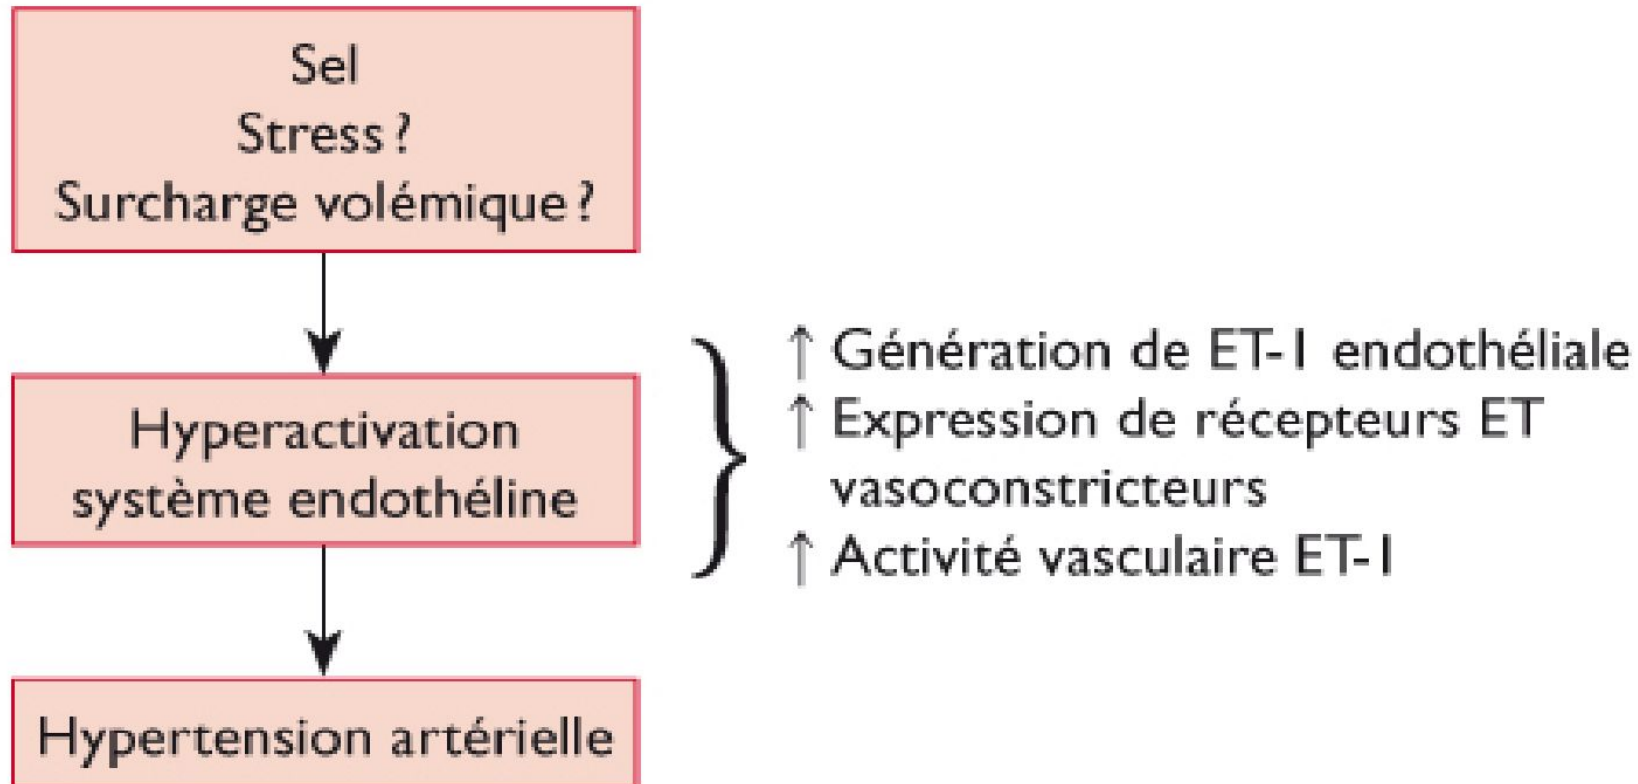 Sel
Stress ?
Surcharge volémique ?
Hyperactivation
système endothéline
↑ Génération de ET-1 endothéliale
↑ Expression de récepteurs ET
vasoconstricteurs
↑ Activité vasculaire ET-1
Hypertension artérielle